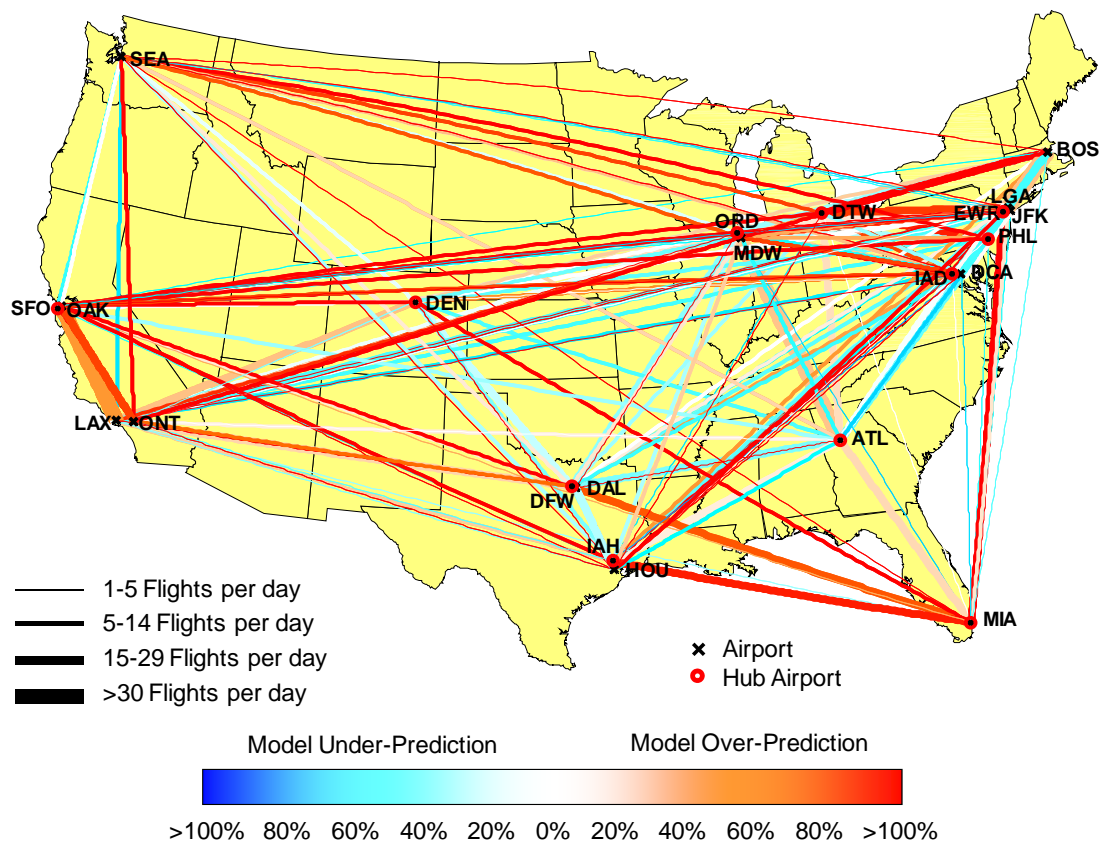 SEA
BOS
LGA
EWR
JFK
DTW
ORD
PHL
MDW
IAD
DCA
DEN
SFO
OAK
LAX
ONT
ATL
DFW
DAL
IAH
HOU
MIA
1-5 Flights per day
5-14 Flights per day
15-29 Flights per day
>30 Flights per day
Airport
Hub Airport
Model Under-Prediction
Model Over-Prediction
>100% 80% 60% 40% 20% 0% 20% 40% 60% 80% >100%